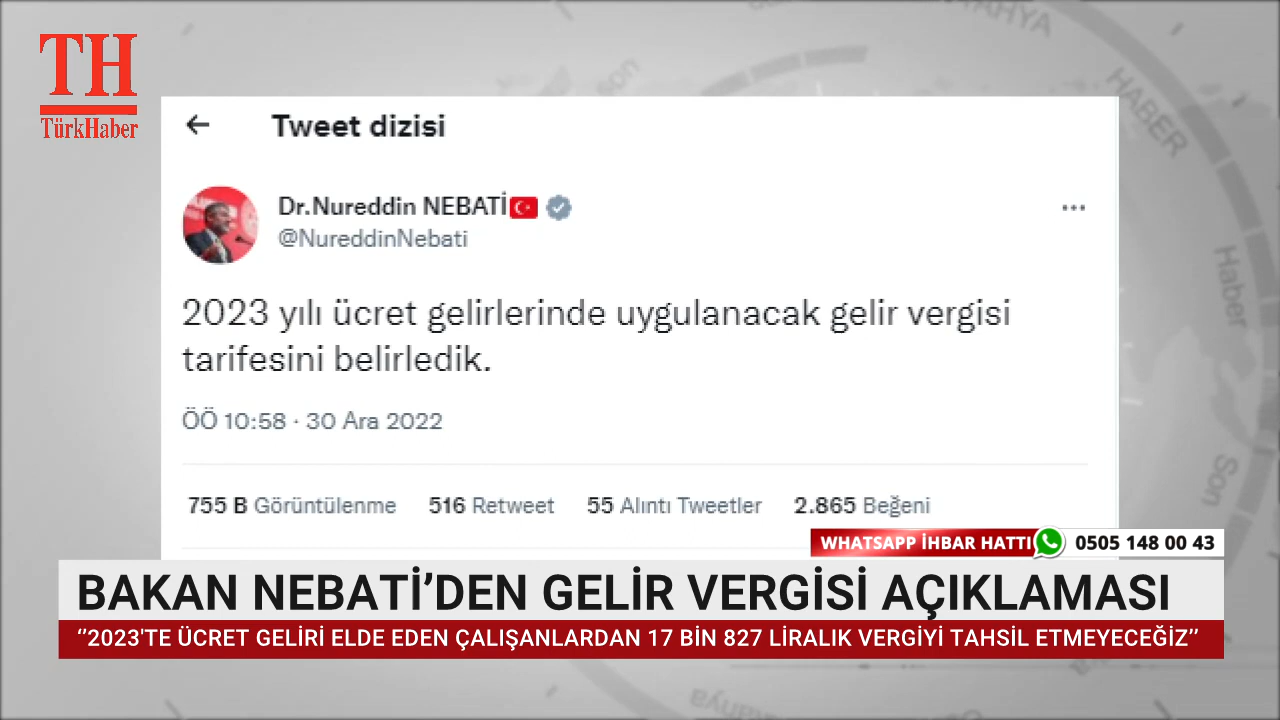 TH
TürkHaber
Tweet dizisi
Dr.Nureddin NEBATİ
@NureddinNebati
2023 yılı ücret gelirlerinde uygulanacak gelir vergisi
tarifesini belirledik.
ÖÖ 10:58 · 30 Ara 2022
755 B Görüntülenme 516 Retweet 55 Alıntı Tweetler 2.865 Beğeni
WHATSAPP İHBAR HATTI 0505 148 00 43
BAKAN NEBATİ’DEN GELİR VERGİSİ AÇIKLAMASI
‘’2023'TE ÜCRET GELİRİ ELDE EDEN ÇALIŞANLARDAN 17 BİN 827 LİRALIK VERGİYİ TAHSİL ETMEYECEĞİZ’’
HABER
Haber
Son